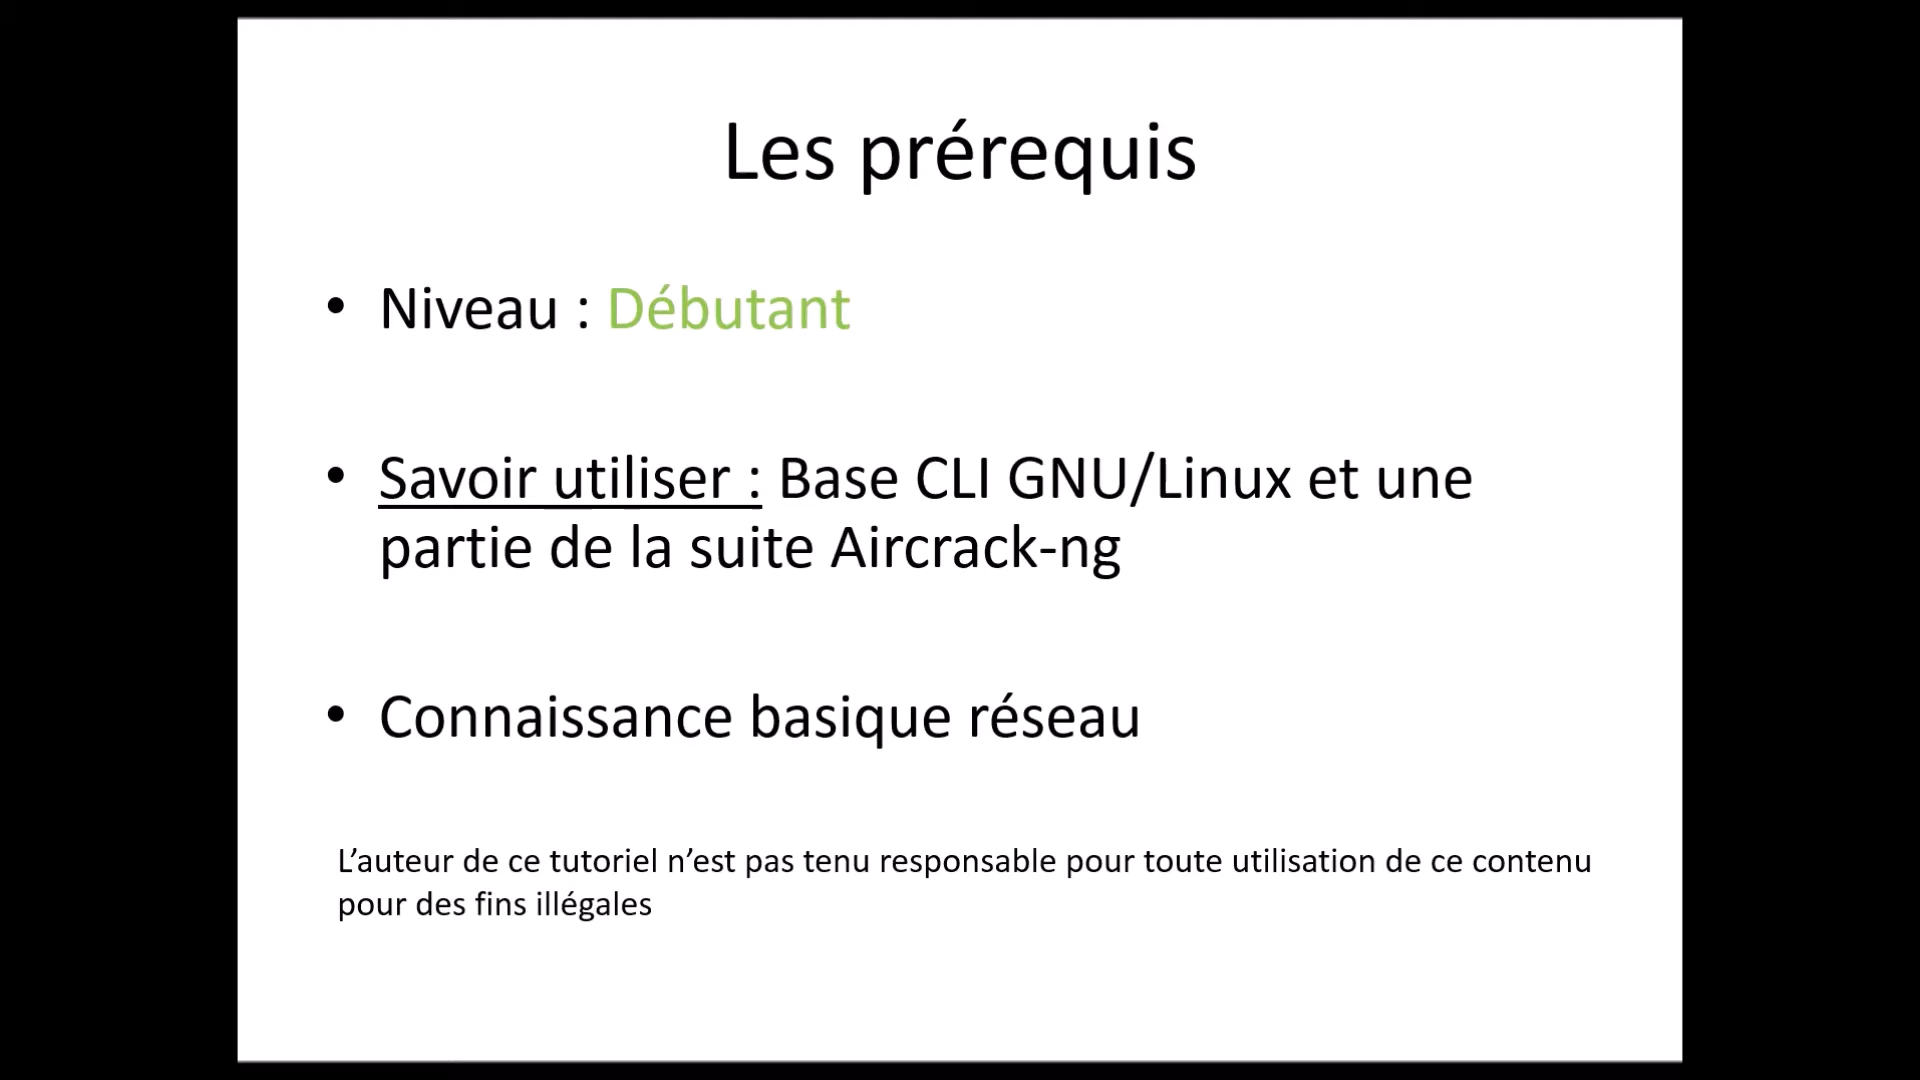 Les prérequis
• Niveau : Débutant
• Savoir utiliser : Base CLI GNU/Linux et une
partie de la suite Aircrack-ng
• Connaissance basique réseau
L’auteur de ce tutoriel n’est pas tenu responsable pour toute utilisation de ce contenu
pour des fins illégales